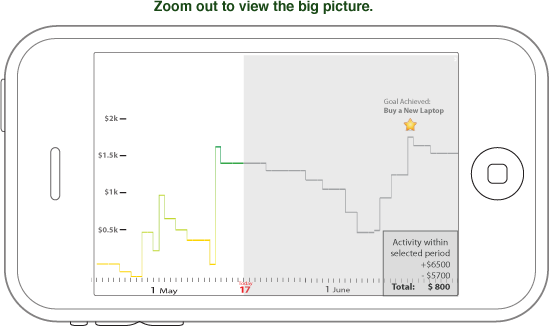 Zoom out to view the big picture.
Goal Achieved:
Buy a New Laptop
$2k
$1.5k
$1k
$0.5k
Activity within
selected period
+$6500
- $5700
Total: $ 800
1 May
Today
17
1 June